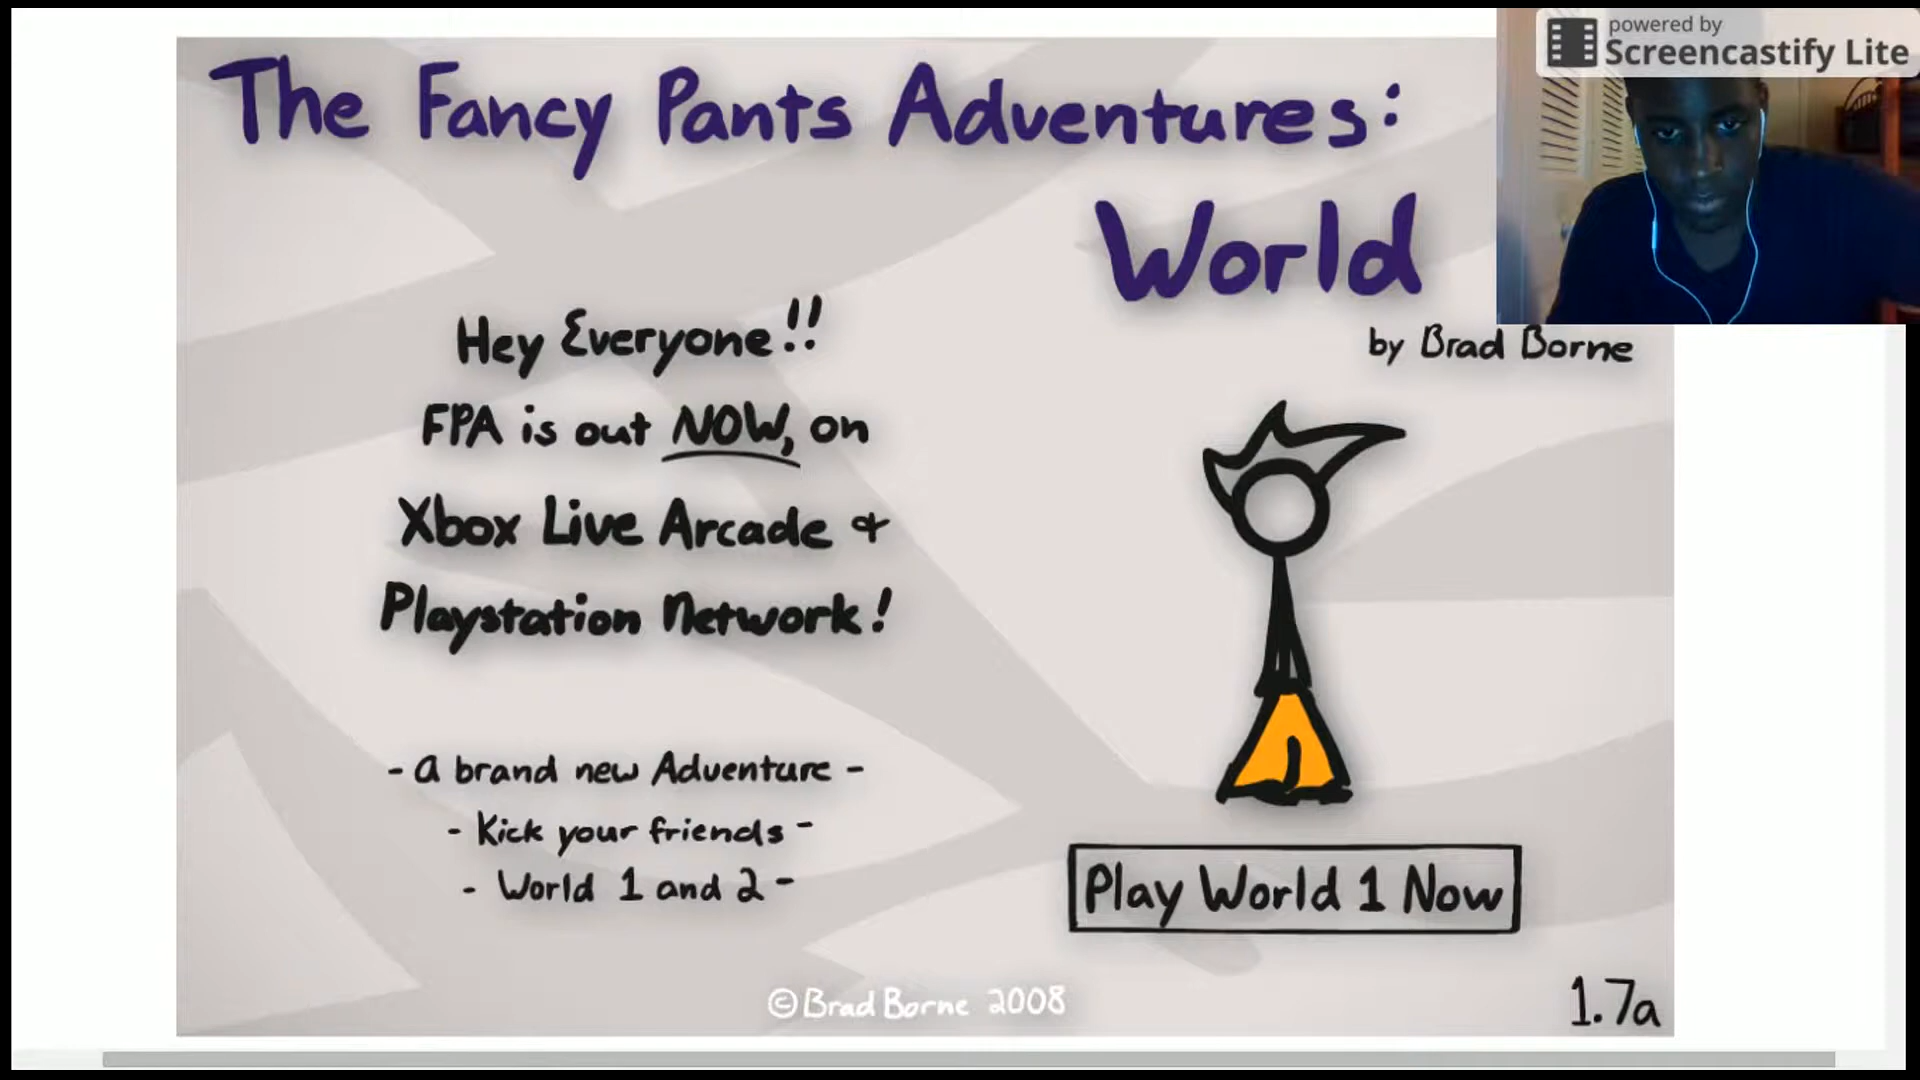 powered by
Screencastify Lite
The Fancy Pants Adventures:
World
by Brad Borne
Hey Everyone!!
FPA is out NOW, on
Xbox Live Arcade &
Playstation Network!
- a brand new Adventure -
- Kick your friends -
- World 1 and 2 -
Play World 1 Now
©Brad Borne 2008
1.7a